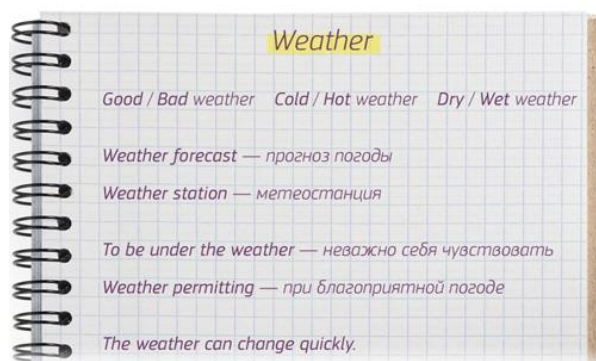 Weather
Good / Bad weather Cold / Hot weather Dry / Wet weather
Weather forecast — прогноз погоды
Weather station — метеостанция
To be under the weather — неважно себя чувствовать
Weather permitting — при благоприятной погоде
The weather can change quickly.